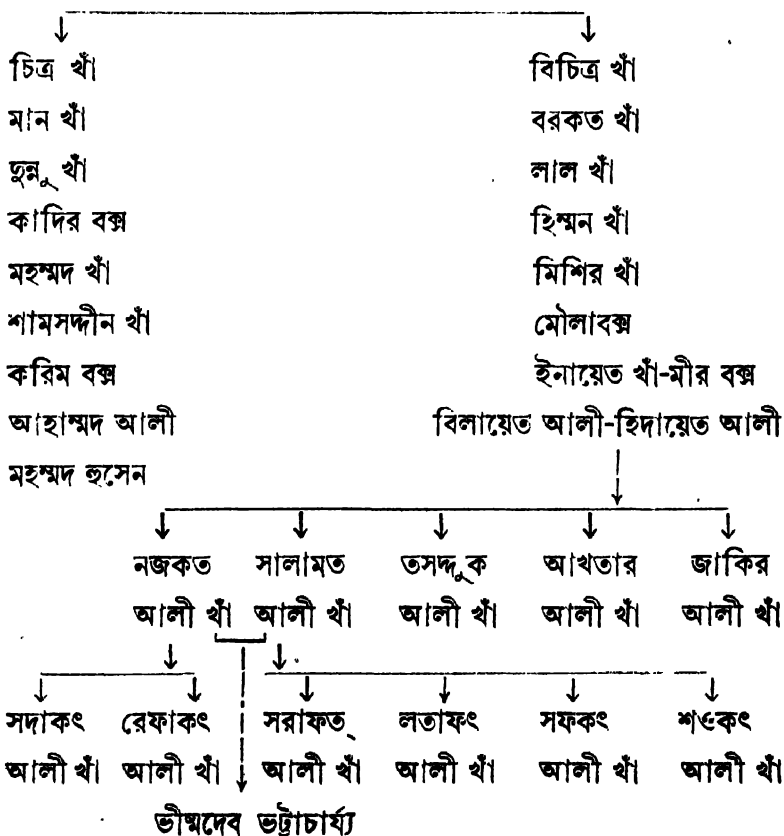 চিত্র খাঁ বিচিত্র খাঁ
মান খাঁ বরকত খাঁ
ছুন্নু খাঁ লাল খাঁ
কাদির বক্স হিম্মন খাঁ
মহম্মদ খাঁ মিশির খাঁ
শামসদ্দীন খাঁ মৌলাবক্স
করিম বক্স ইনায়েত খাঁ-মীর বক্স
আহাম্মদ আলী বিলায়েত আলী-হিদায়েত আলী
মহম্মদ হুসেন
নজকত সালামত তসদ্দুক আখতার জাকির
আলী খাঁ আলী খাঁ আলী খাঁ আলী খাঁ আলী খাঁ
সদাকৎ রেফাকৎ সরাফত্ লতাফৎ সফকৎ শওকৎ
আলী খাঁ আলী খাঁ আলী খাঁ আলী খাঁ আলী খাঁ আলী খাঁ
ভীষ্মদেব ভট্টাচার্য্য